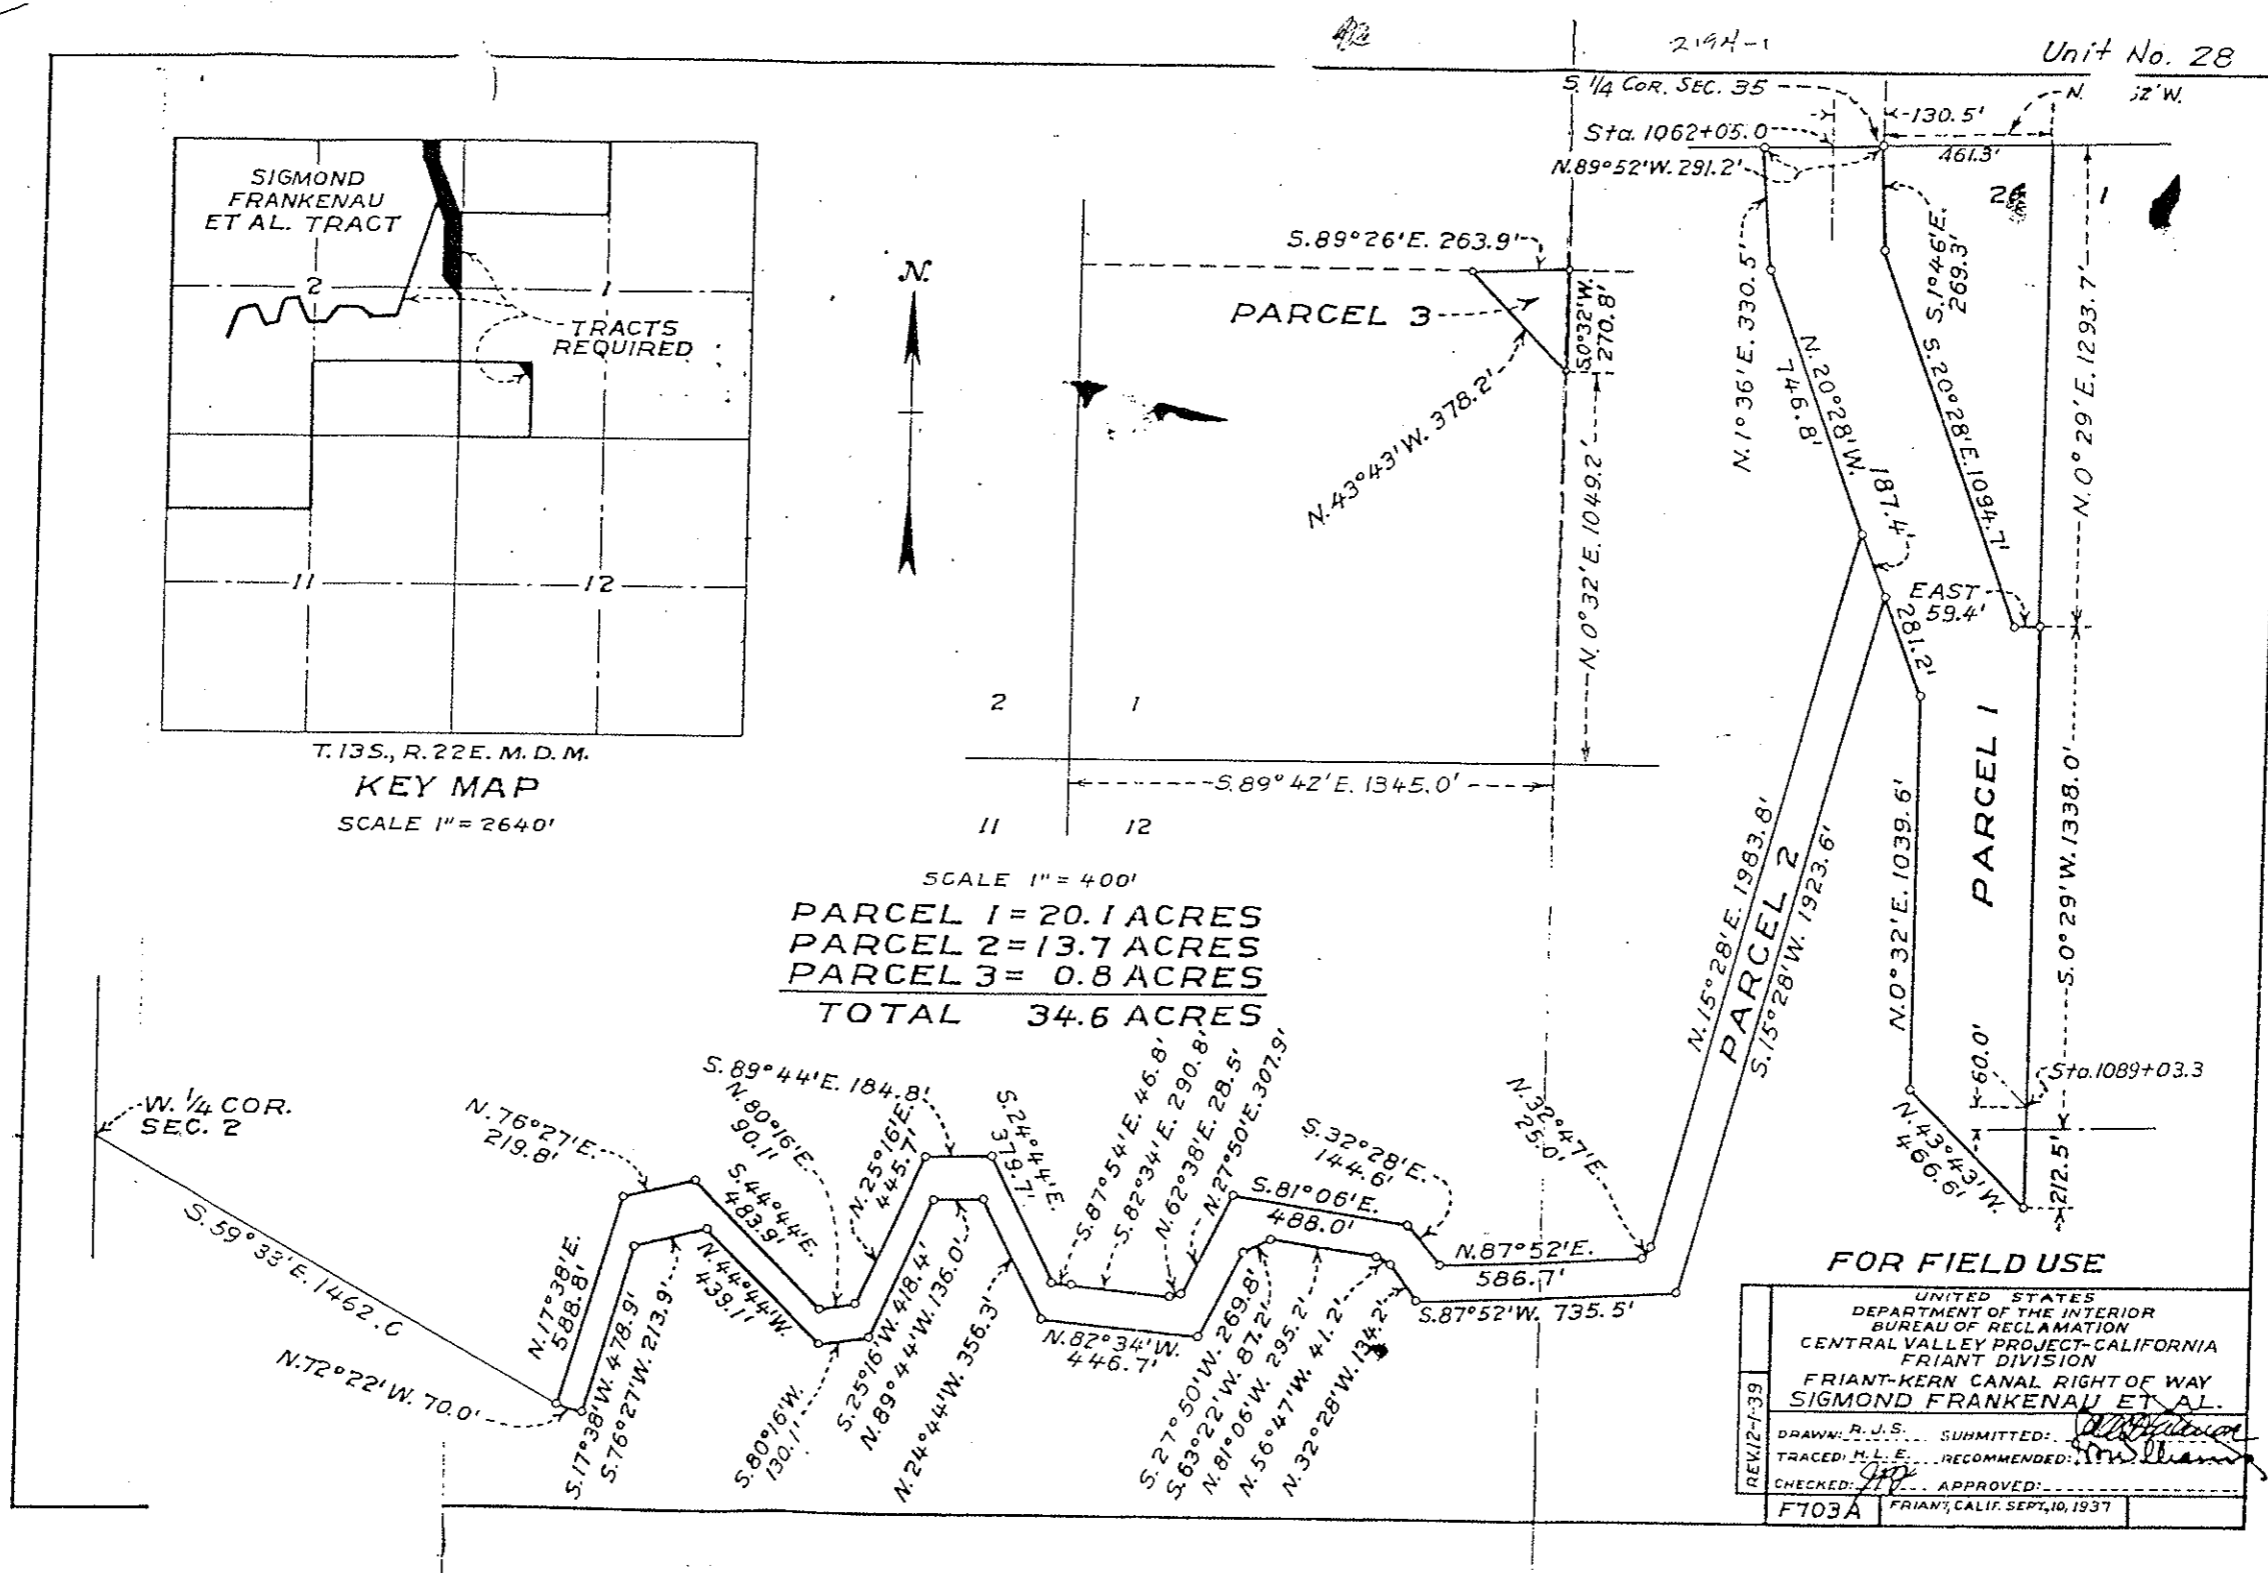 219H-1
Unit No. 28
S. 1/4 COR. SEC. 35
N. 32'W.
130.5'
Sta. 1062+05.0
461.3'
N.89°52'W. 291.2'
26
1
SIGMOND
FRANKENAU
ET AL. TRACT
2
1
TRACTS
REQUIRED
11
12
T.13S., R.22E. M.D.M.
KEY MAP
SCALE 1"=2640'
N.
S.89°26'E. 263.9'
PARCEL 3
S.0°32'W.
270.8'
N.43°43'W. 378.2'
N.0°32'E. 1049.2'
2
1
S.89°42'E. 1345.0'
11
12
N.1°36'E. 330.5'
S.1°46'E.
269.3'
N.20°28'W.
746.8'
S.20°28'E. 1094.7'
N.0°29'E. 1293.7'
187.4'
EAST
59.4'
281.2'
PARCEL 1
N.0°32'E. 1039.6'
S.0°29'W. 1338.0'
60.0'
Sta.1089+03.3
N.43°43'W.
466.6'
212.5'
N.15°28'E. 1983.8'
PARCEL 2
S.15°28'W. 1923.6'
SCALE 1"=400'
PARCEL 1=20.1 ACRES
PARCEL 2=13.7 ACRES
PARCEL 3= 0.8 ACRES
TOTAL 34.6 ACRES
W. 1/4 COR.
SEC. 2
S.59°33'E. 1462.0
N.72°22'W. 70.0'
N.17°38'E.
588.8'
N.76°27'E.
219.8'
S.44°44'E.
483.9'
N.80°16'E.
90.1'
N.25°16'E.
445.7'
S.89°44'E. 184.8'
S.24°44'E.
379.7'
S.87°54'E. 46.8'
S.82°34'E. 290.8'
N.62°38'E. 28.5'
N.27°50'E. 307.9'
S.81°06'E.
488.0'
S.32°28'E.
144.6'
N.87°52'E.
586.7'
N.32°47'E.
25.0'
S.87°52'W. 735.5'
S.17°38'W. 478.9'
S.76°27'W. 213.9'
N.44°44'W.
439.1'
S.80°16'W.
130.1'
S.25°16'W. 418.4'
N.89°44'W. 136.0'
N.24°44'W. 356.3'
N.82°34'W.
446.7'
S.27°50'W. 269.8'
S.63°22'W. 87.2'
N.81°06'W. 295.2'
N.56°47'W. 41.2'
N.32°28'W. 134.2'
FOR FIELD USE
UNITED STATES
DEPARTMENT OF THE INTERIOR
BUREAU OF RECLAMATION
CENTRAL VALLEY PROJECT-CALIFORNIA
FRIANT DIVISION
FRIANT-KERN CANAL RIGHT OF WAY
SIGMOND FRANKENAU ET AL.
DRAWN: R.J.S. SUBMITTED:
TRACED: H.L.E. RECOMMENDED:
CHECKED: APPROVED:
F703A FRIANT, CALIF. SEPT, 10, 1937
REV.12-1-39